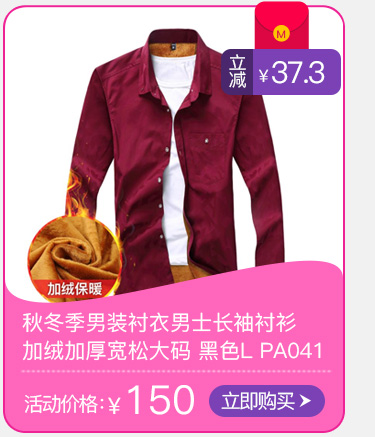 M
立减 ¥37.3
加绒保暖
秋冬季男装衬衣男士长袖衬衫
加绒加厚宽松大码 黑色L PA041
活动价格:¥150 立即购买